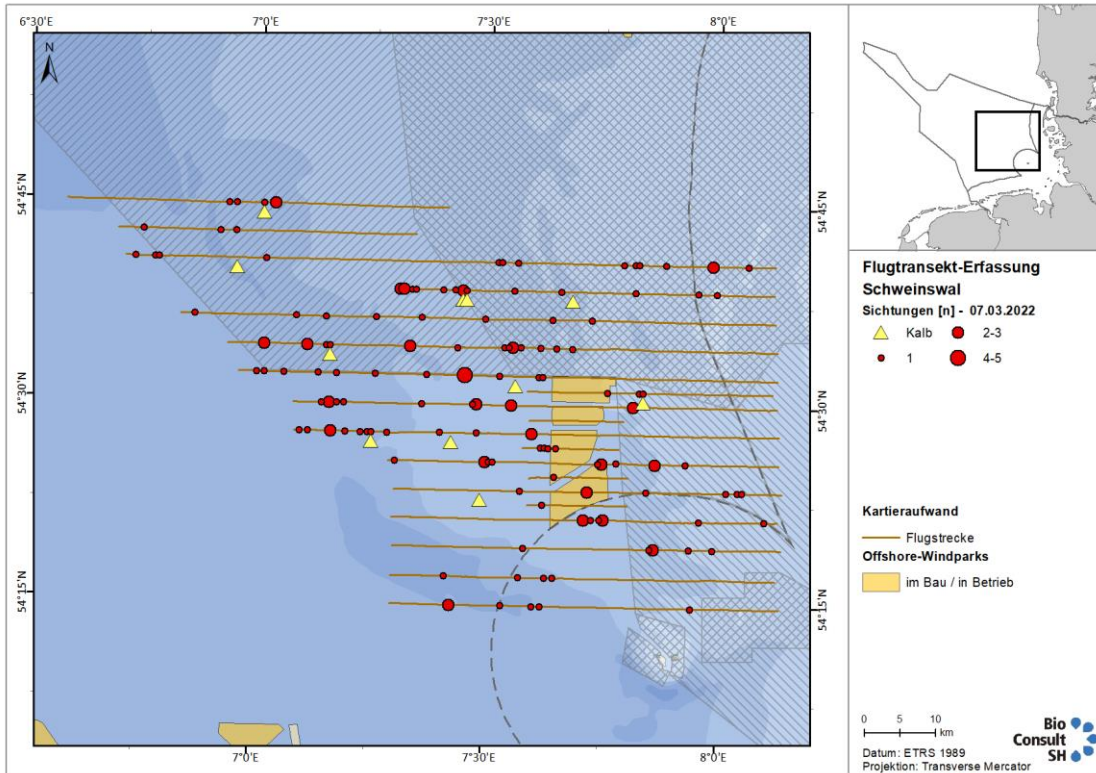 6°30'E
7°0'E
7°30'E
8°0'E
N
54°45'N
54°45'N
54°30'N
54°30'N
54°15'N
54°15'N
7°0'E
7°30'E
8°0'E
Flugtransekt-Erfassung
Schweinswal
Sichtungen [n] - 07.03.2022
Kalb
2-3
1
4-5
Kartieraufwand
Flugstrecke
Offshore-Windparks
im Bau / in Betrieb
0 5 10
km
Datum: ETRS 1989
Projektion: Transverse Mercator
Bio
Consult
SH